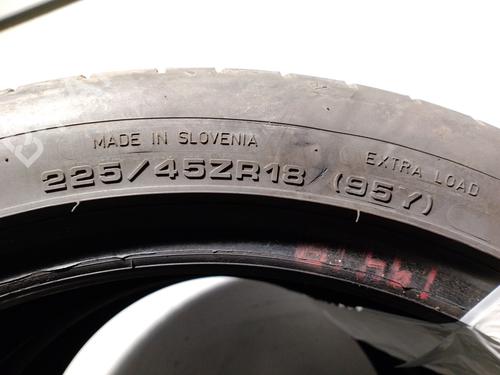 MADE IN SLOVENIA
EXTRA LOAD
225/45ZR18 (95Y)